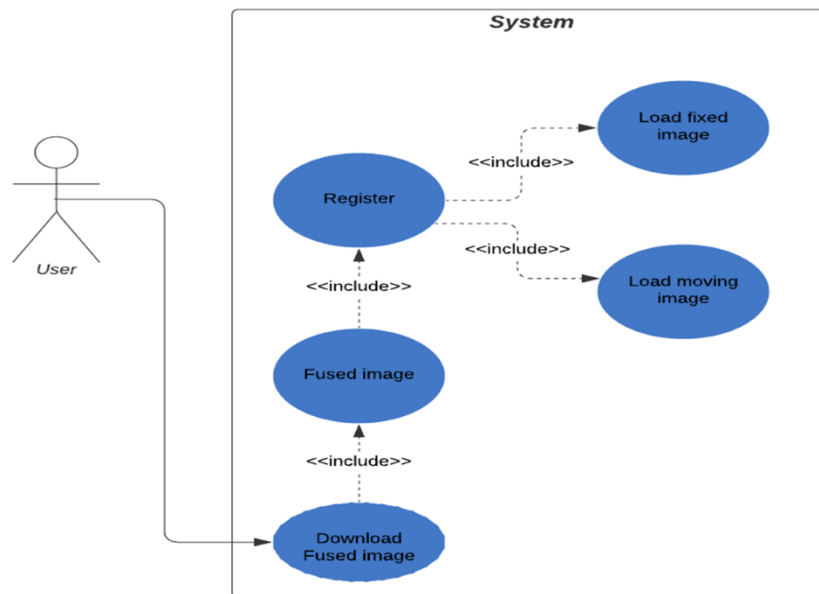 System
Load fixed
image
<<include>>
Register
<<include>>
User
<<include>>
Load moving
image
Fused image
<<include>>
Download
Fused image